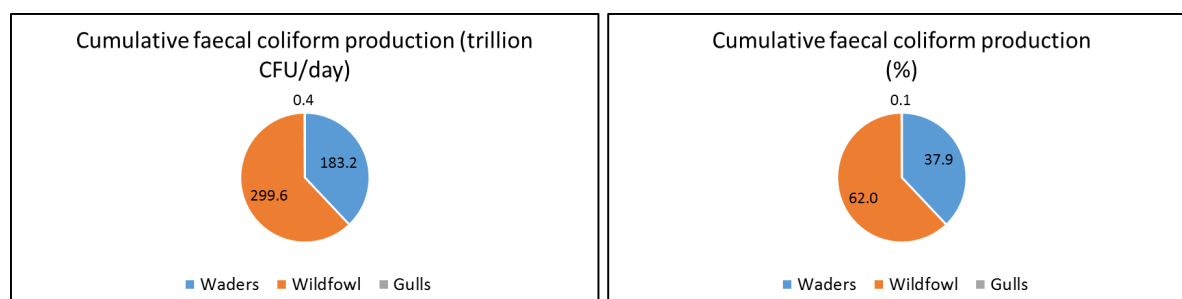 Cumulative faecal coliform production (trillion
CFU/day)
0.4
183.2
299.6
Waders Wildfowl Gulls
Cumulative faecal coliform production
(%)
0.1
37.9
62.0
Waders Wildfowl Gulls